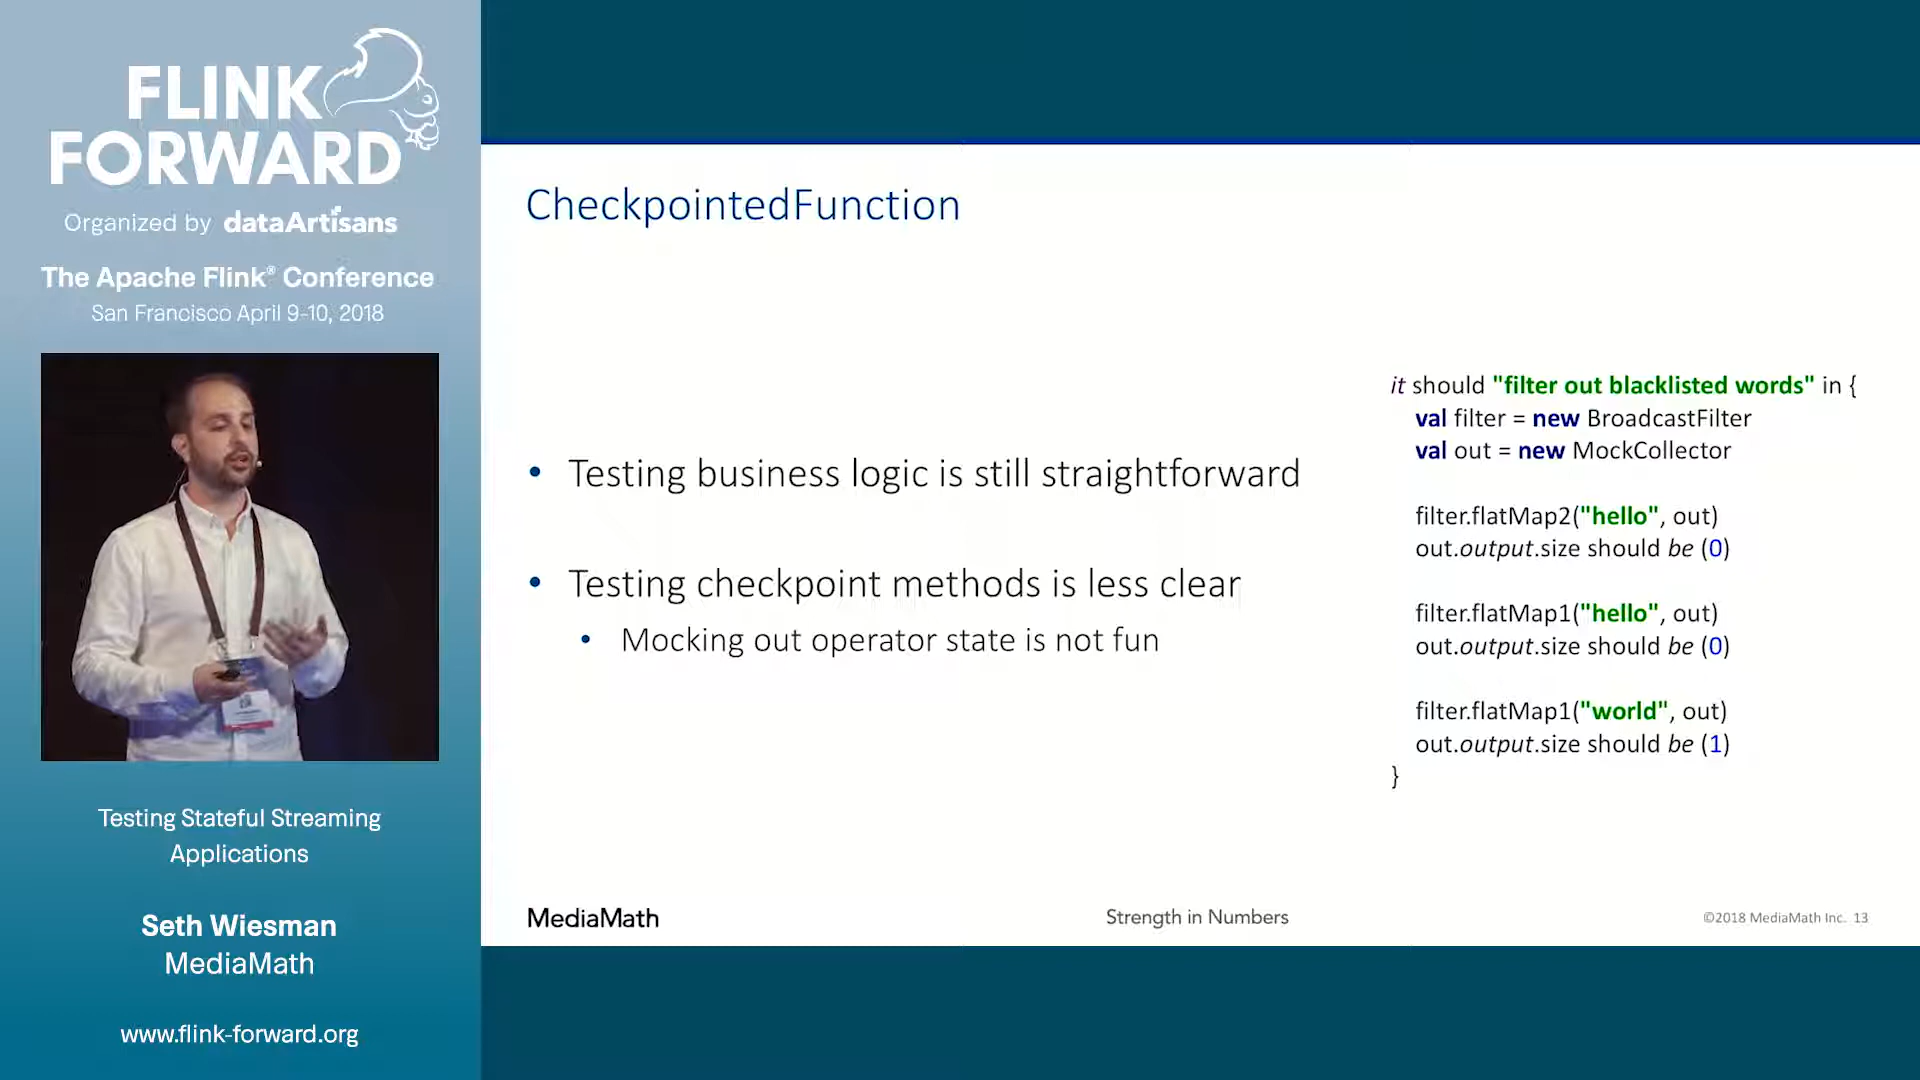 FLINK
FORWARD
Organized by dataArtisans
The Apache Flink® Conference
San Francisco April 9-10, 2018
Testing Stateful Streaming
Applications
Seth Wiesman
MediaMath
www.flink-forward.org
CheckpointedFunction
• Testing business logic is still straightforward
• Testing checkpoint methods is less clear
• Mocking out operator state is not fun
it should "filter out blacklisted words" in {
val filter = new BroadcastFilter
val out = new MockCollector
filter.flatMap2("hello", out)
out.output.size should be (0)
filter.flatMap1("hello", out)
out.output.size should be (0)
filter.flatMap1("world", out)
out.output.size should be (1)
}
MediaMath
Strength in Numbers
©2018 MediaMath Inc. 13